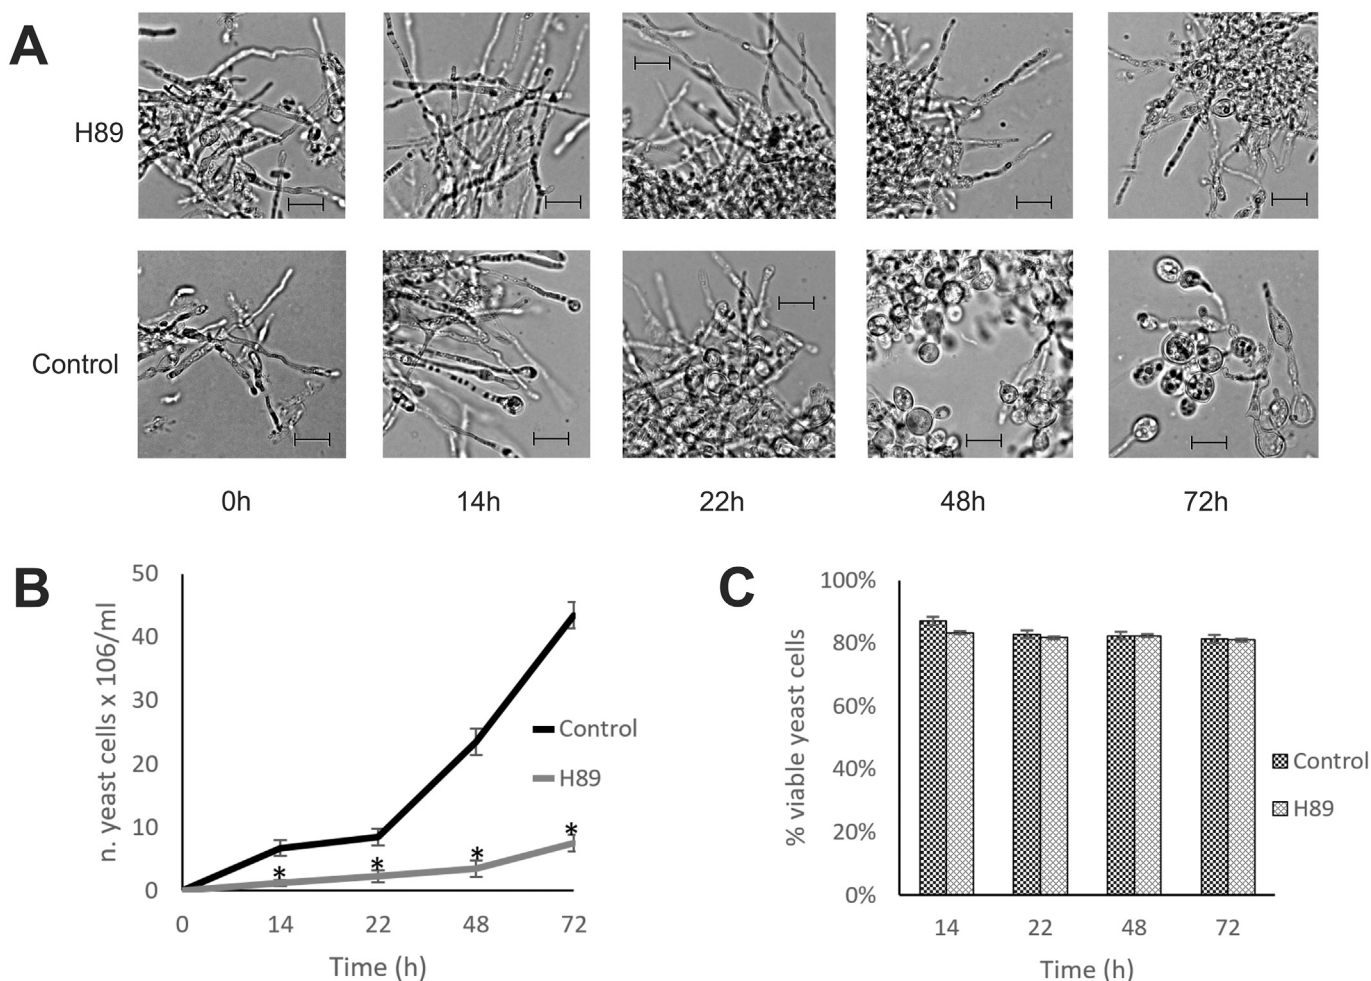 A
H89
Control
0h
14h
22h
48h
72h
B
n. yeast cells x 106/ml
50
40
30
20
10
0
*
*
*
*
Control
H89
0
14
22
48
72
Time (h)
C
% viable yeast cells
100%
80%
60%
40%
20%
0%
Control
H89
14
22
48
72
Time (h)